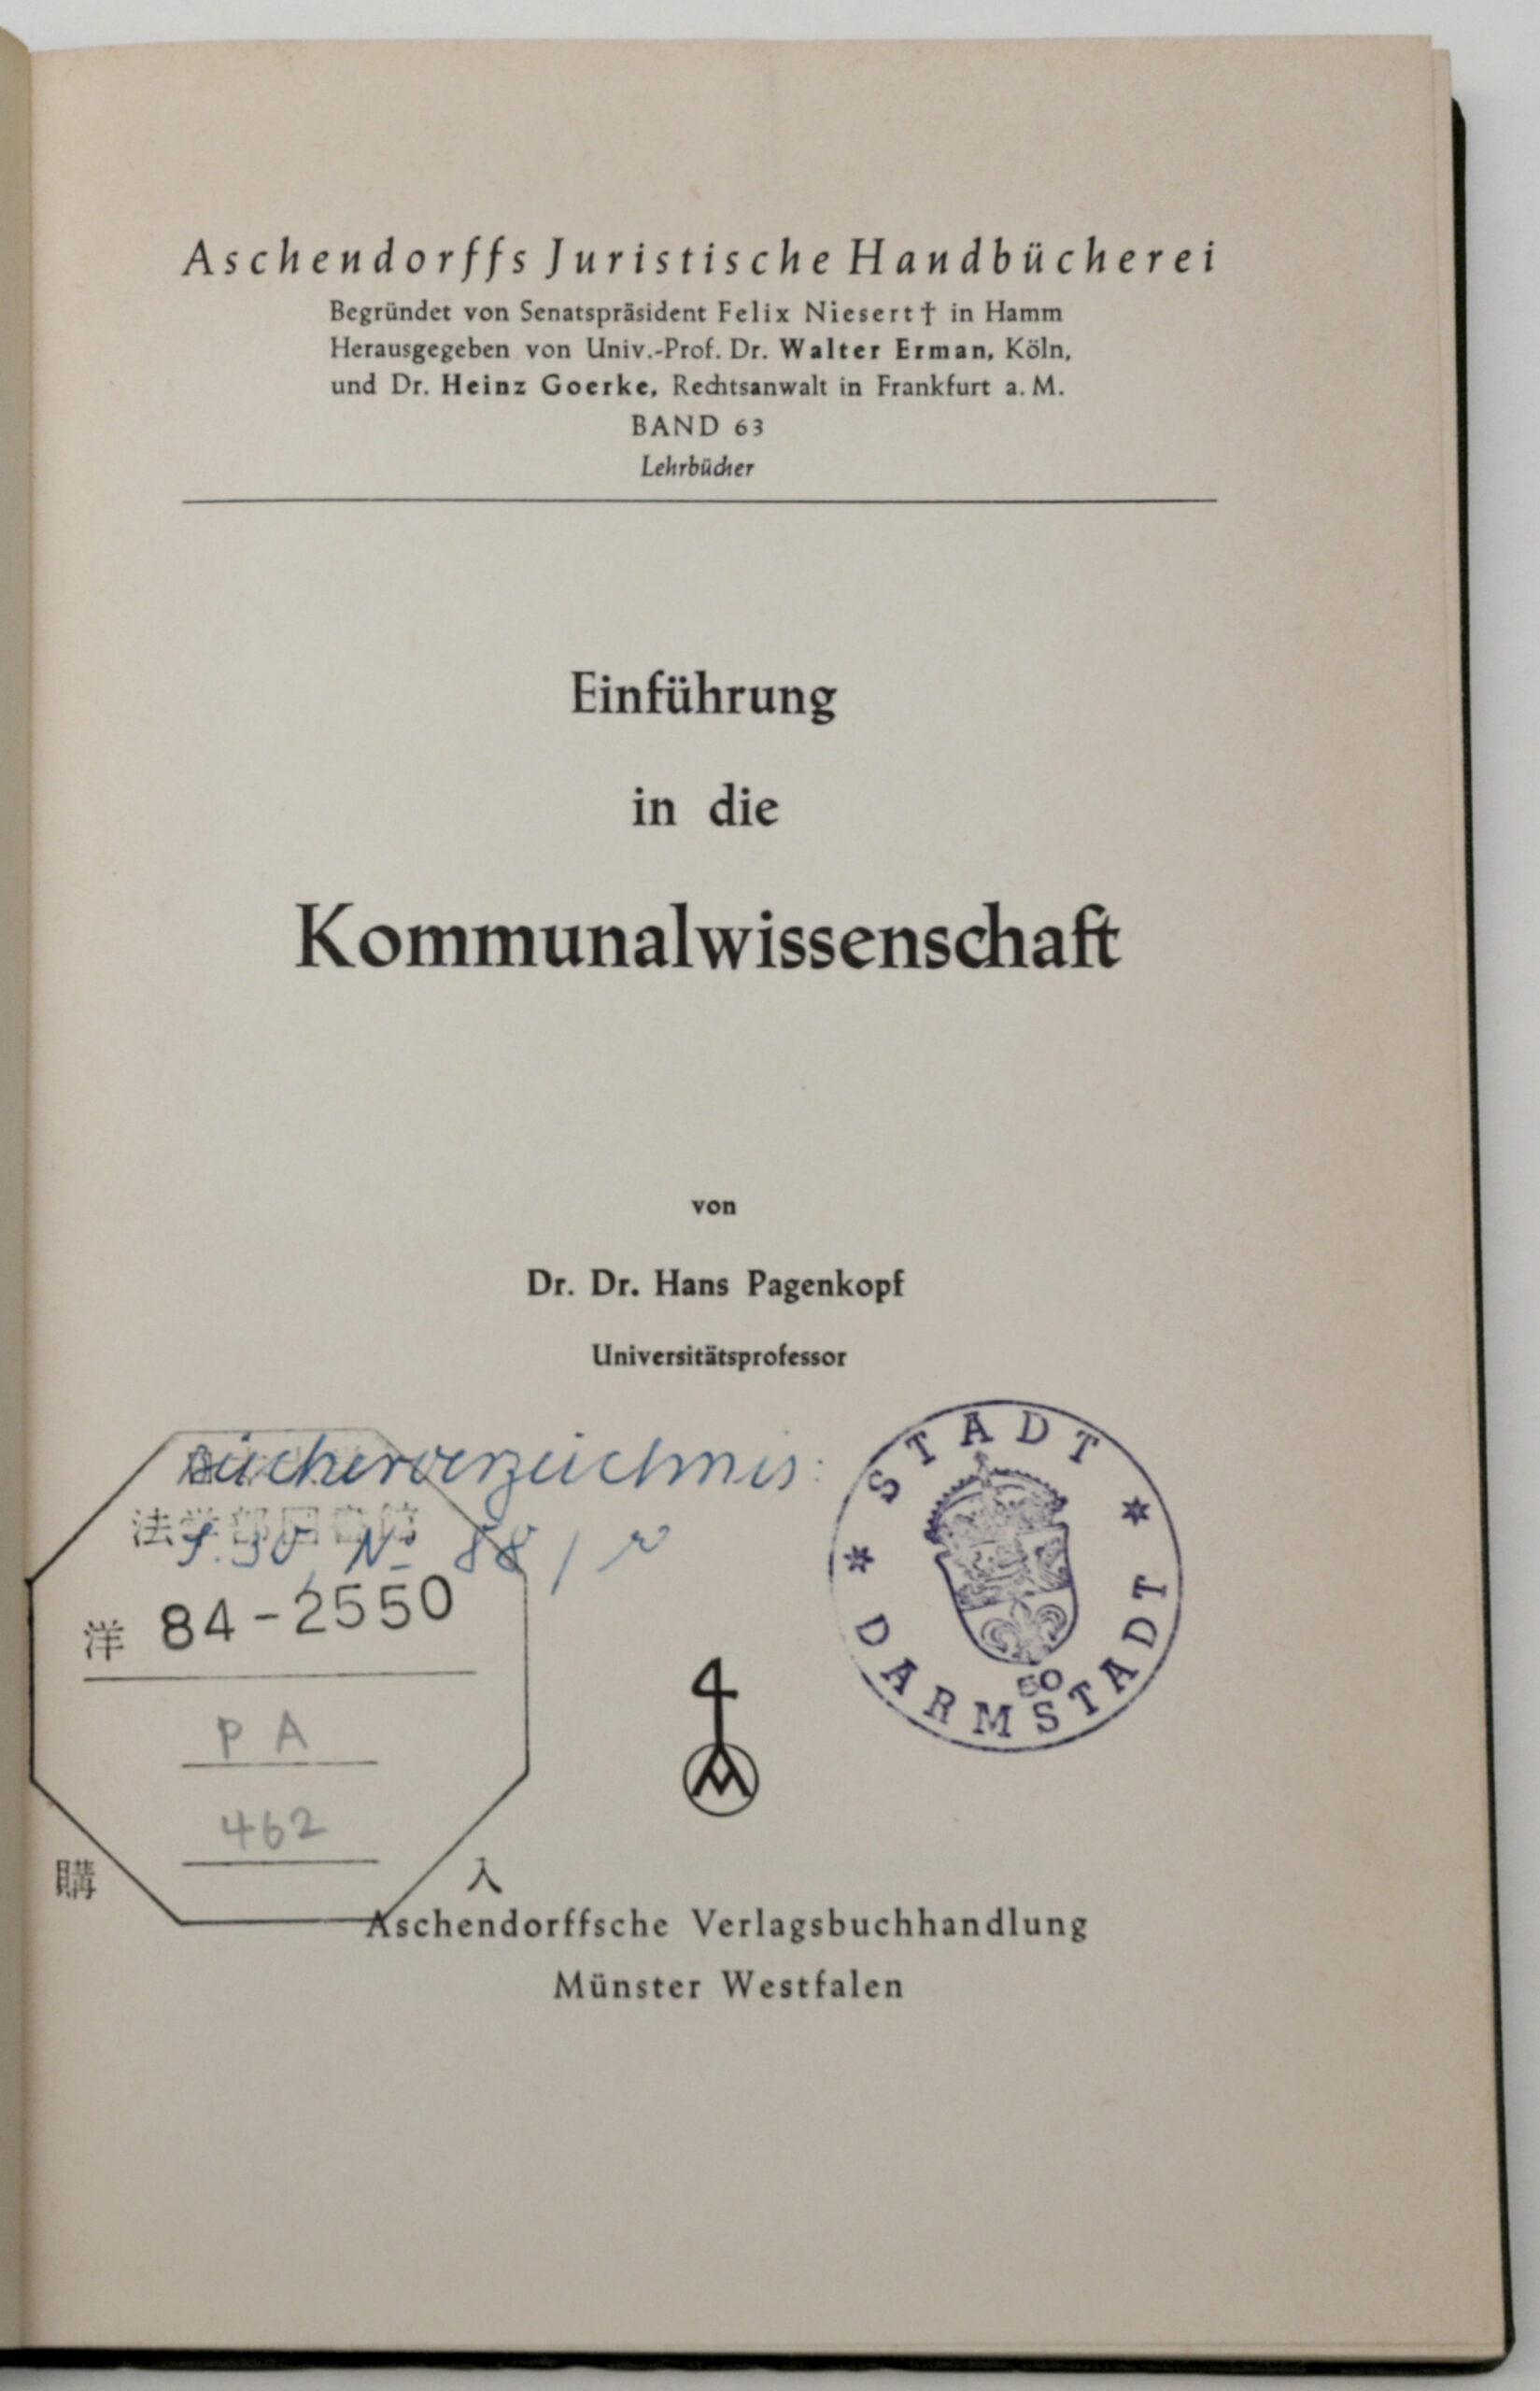 Aschendorffs Juristische Handbücherei
Begründet von Senatspräsident Felix Niesert † in Hamm
Herausgegeben von Univ.-Prof. Dr. Walter Erman, Köln,
und Dr. Heinz Goerke, Rechtsanwalt in Frankfurt a. M.
BAND 63
Lehrbücher
Einführung
in die
Kommunalwissenschaft
von
Dr. Dr. Hans Pagenkopf
Universitätsprofessor
Bücherverzeichnis:
法学部図書館
88/
洋 84-2550
PA
462
購入
STADT
DARMSTADT
50
Aschendorffsche Verlagsbuchhandlung
Münster Westfalen